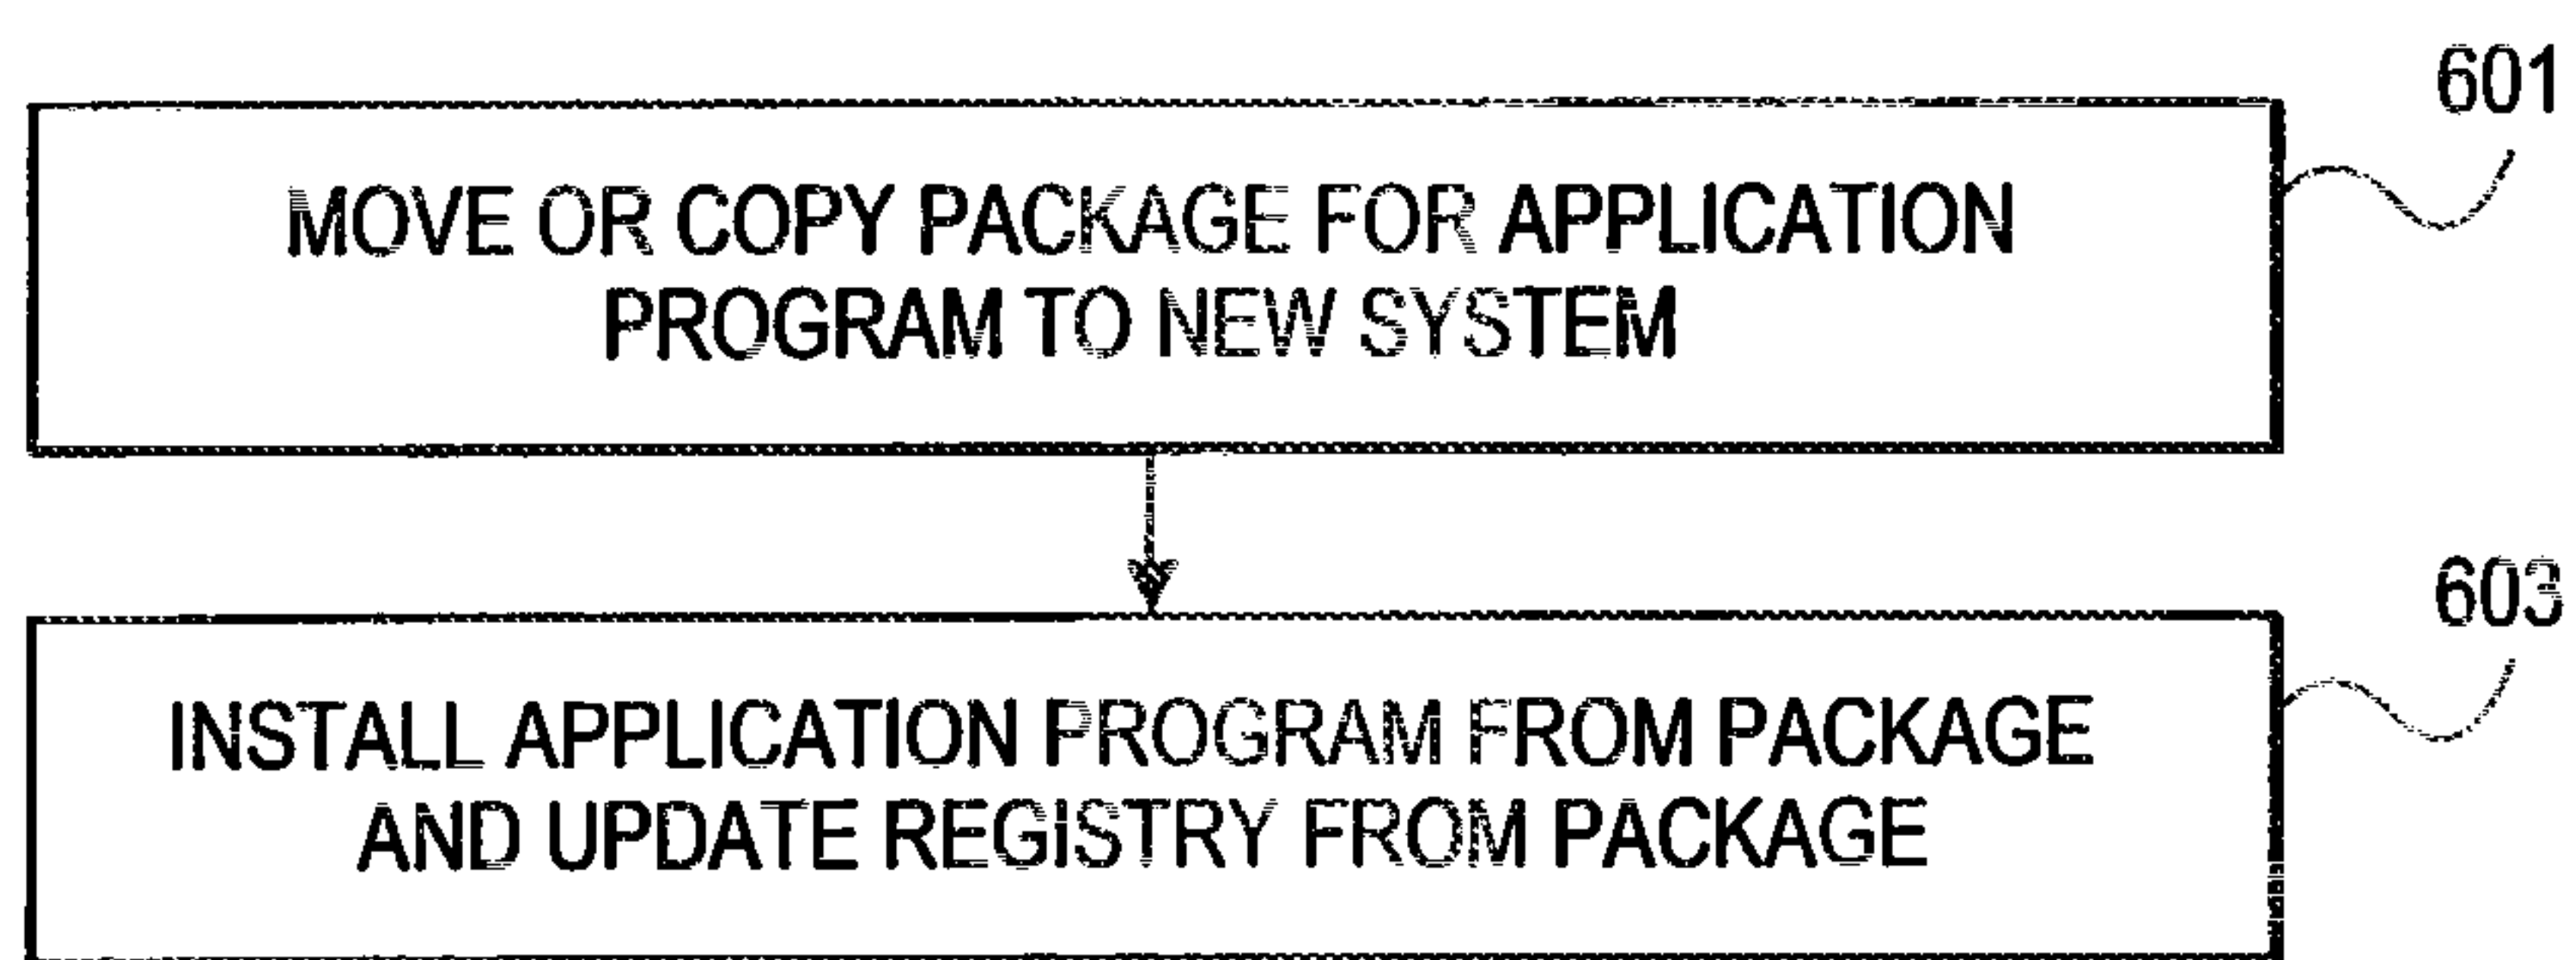 601
MOVE OR COPY PACKAGE FOR APPLICATION
PROGRAM TO NEW SYSTEM
603
INSTALL APPLICATION PROGRAM FROM PACKAGE
AND UPDATE REGISTRY FROM PACKAGE